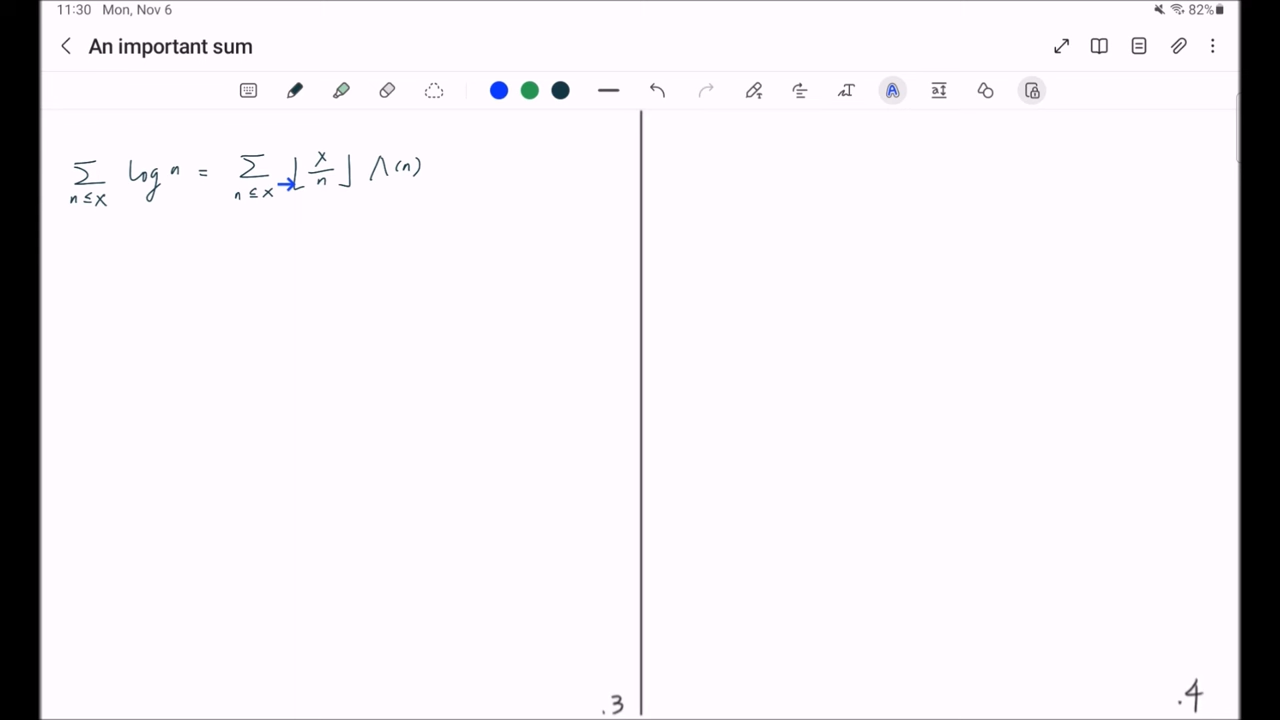 11:30 Mon, Nov 6
82%
An important sum
∑ log n = ∑ ⌊x/n⌋ Λ(n)
n≤x n≤x
.3
.4